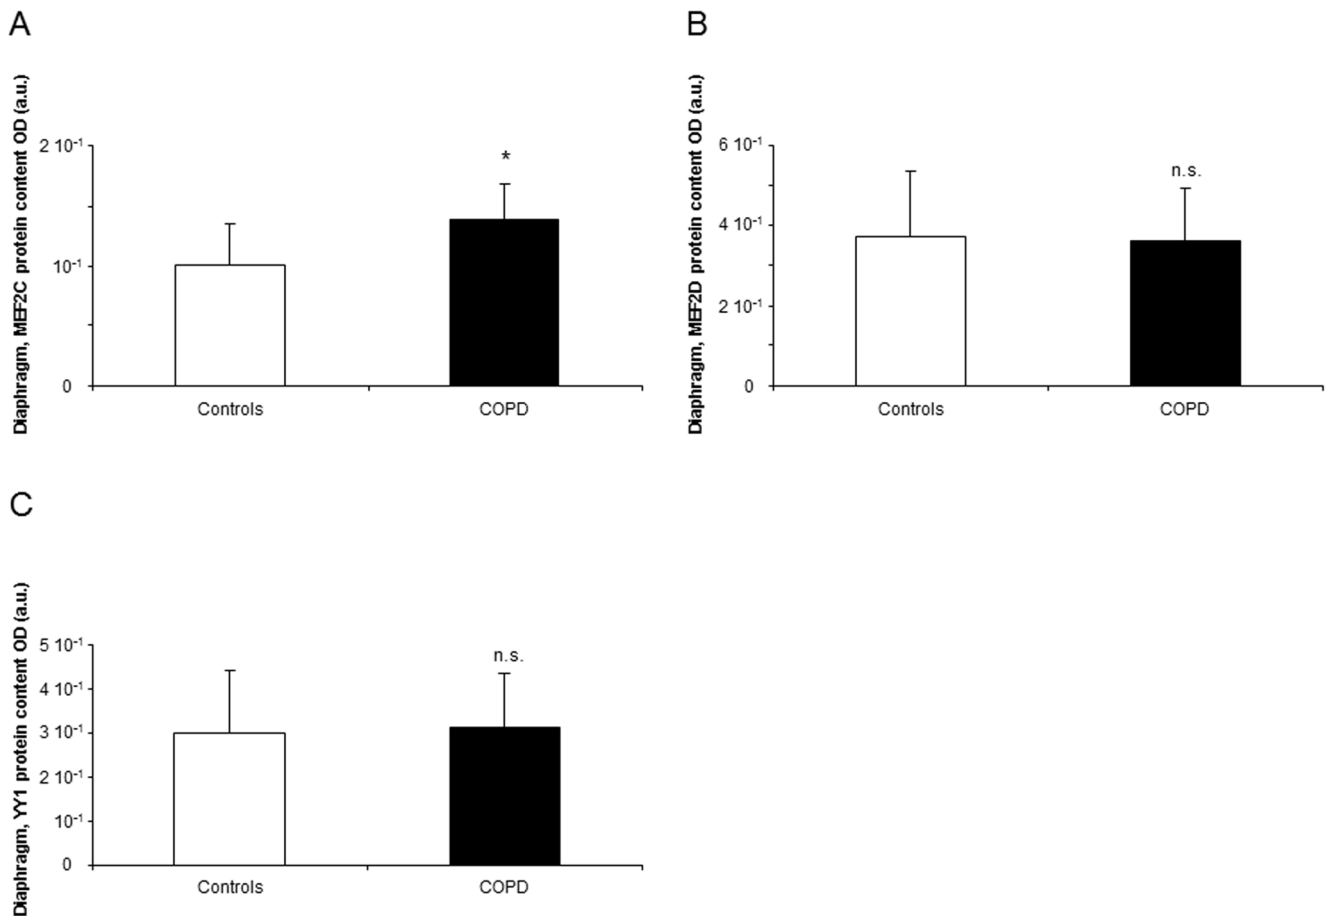 A
Diaphragm, MEF2C protein content OD (a.u.)
2 10⁻¹
10⁻¹
0
*
Controls
COPD
B
Diaphragm, MEF2D protein content OD (a.u.)
6 10⁻¹
4 10⁻¹
2 10⁻¹
0
n.s.
Controls
COPD
C
Diaphragm, YY1 protein content OD (a.u.)
5 10⁻¹
4 10⁻¹
3 10⁻¹
2 10⁻¹
10⁻¹
0
n.s.
Controls
COPD